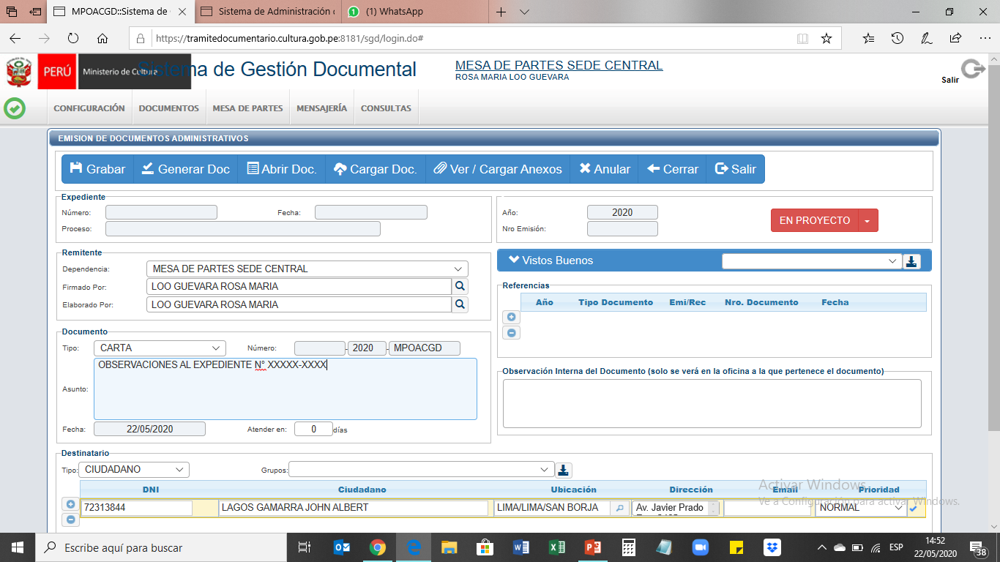 MPOACGD::Sistema de
Sistema de Administración
(1) WhatsApp
https://tramitedocumentario.cultura.gob.pe:8181/sgd/login.do#
PERÚ
Ministerio de Cultura
Sistema de Gestión Documental
MESA DE PARTES SEDE CENTRAL
ROSA MARIA LOO GUEVARA
Salir
CONFIGURACIÓN DOCUMENTOS MESA DE PARTES MENSAJERÍA CONSULTAS
EMISION DE DOCUMENTOS ADMINISTRATIVOS
Grabar Generar Doc Abrir Doc. Cargar Doc. Ver / Cargar Anexos Anular Cerrar Salir
Expediente
Número: Fecha:
Proceso:
Año: 2020
Nro Emisión:
EN PROYECTO
Remitente
Dependencia: MESA DE PARTES SEDE CENTRAL
Firmado Por: LOO GUEVARA ROSA MARIA
Elaborado Por: LOO GUEVARA ROSA MARIA
Vistos Buenos
Referencias
Año Tipo Documento Emi/Rec Nro. Documento Fecha
Documento
Tipo: CARTA Número: - 2020 - MPOACGD
OBSERVACIONES AL EXPEDIENTE N° XXXXX-XXXX
Asunto:
Fecha: 22/05/2020 Atender en: 0 días
Observación Interna del Documento (solo se verá en la oficina a la que pertenece el documento)
Destinatario
Tipo: CIUDADANO Grupos:
DNI Ciudadano Ubicación Dirección Email Prioridad
72313844 LAGOS GAMARRA JOHN ALBERT LIMA/LIMA/SAN BORJA Av. Javier Prado NORMAL
Activar Windows
Ve a Configuración para activar Windows.
Escribe aquí para buscar
ESP
14:52
22/05/2020
38